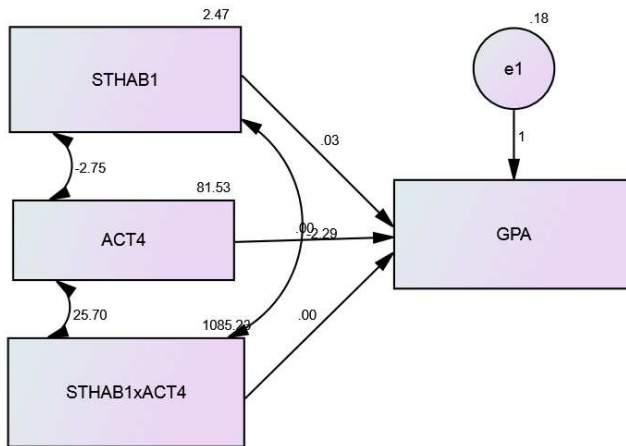 2.47
.18
STHAB1
e1
.03
1
-2.75
81.53
ACT4
.00
-2.29
GPA
25.70
.00
1085.23
STHAB1xACT4